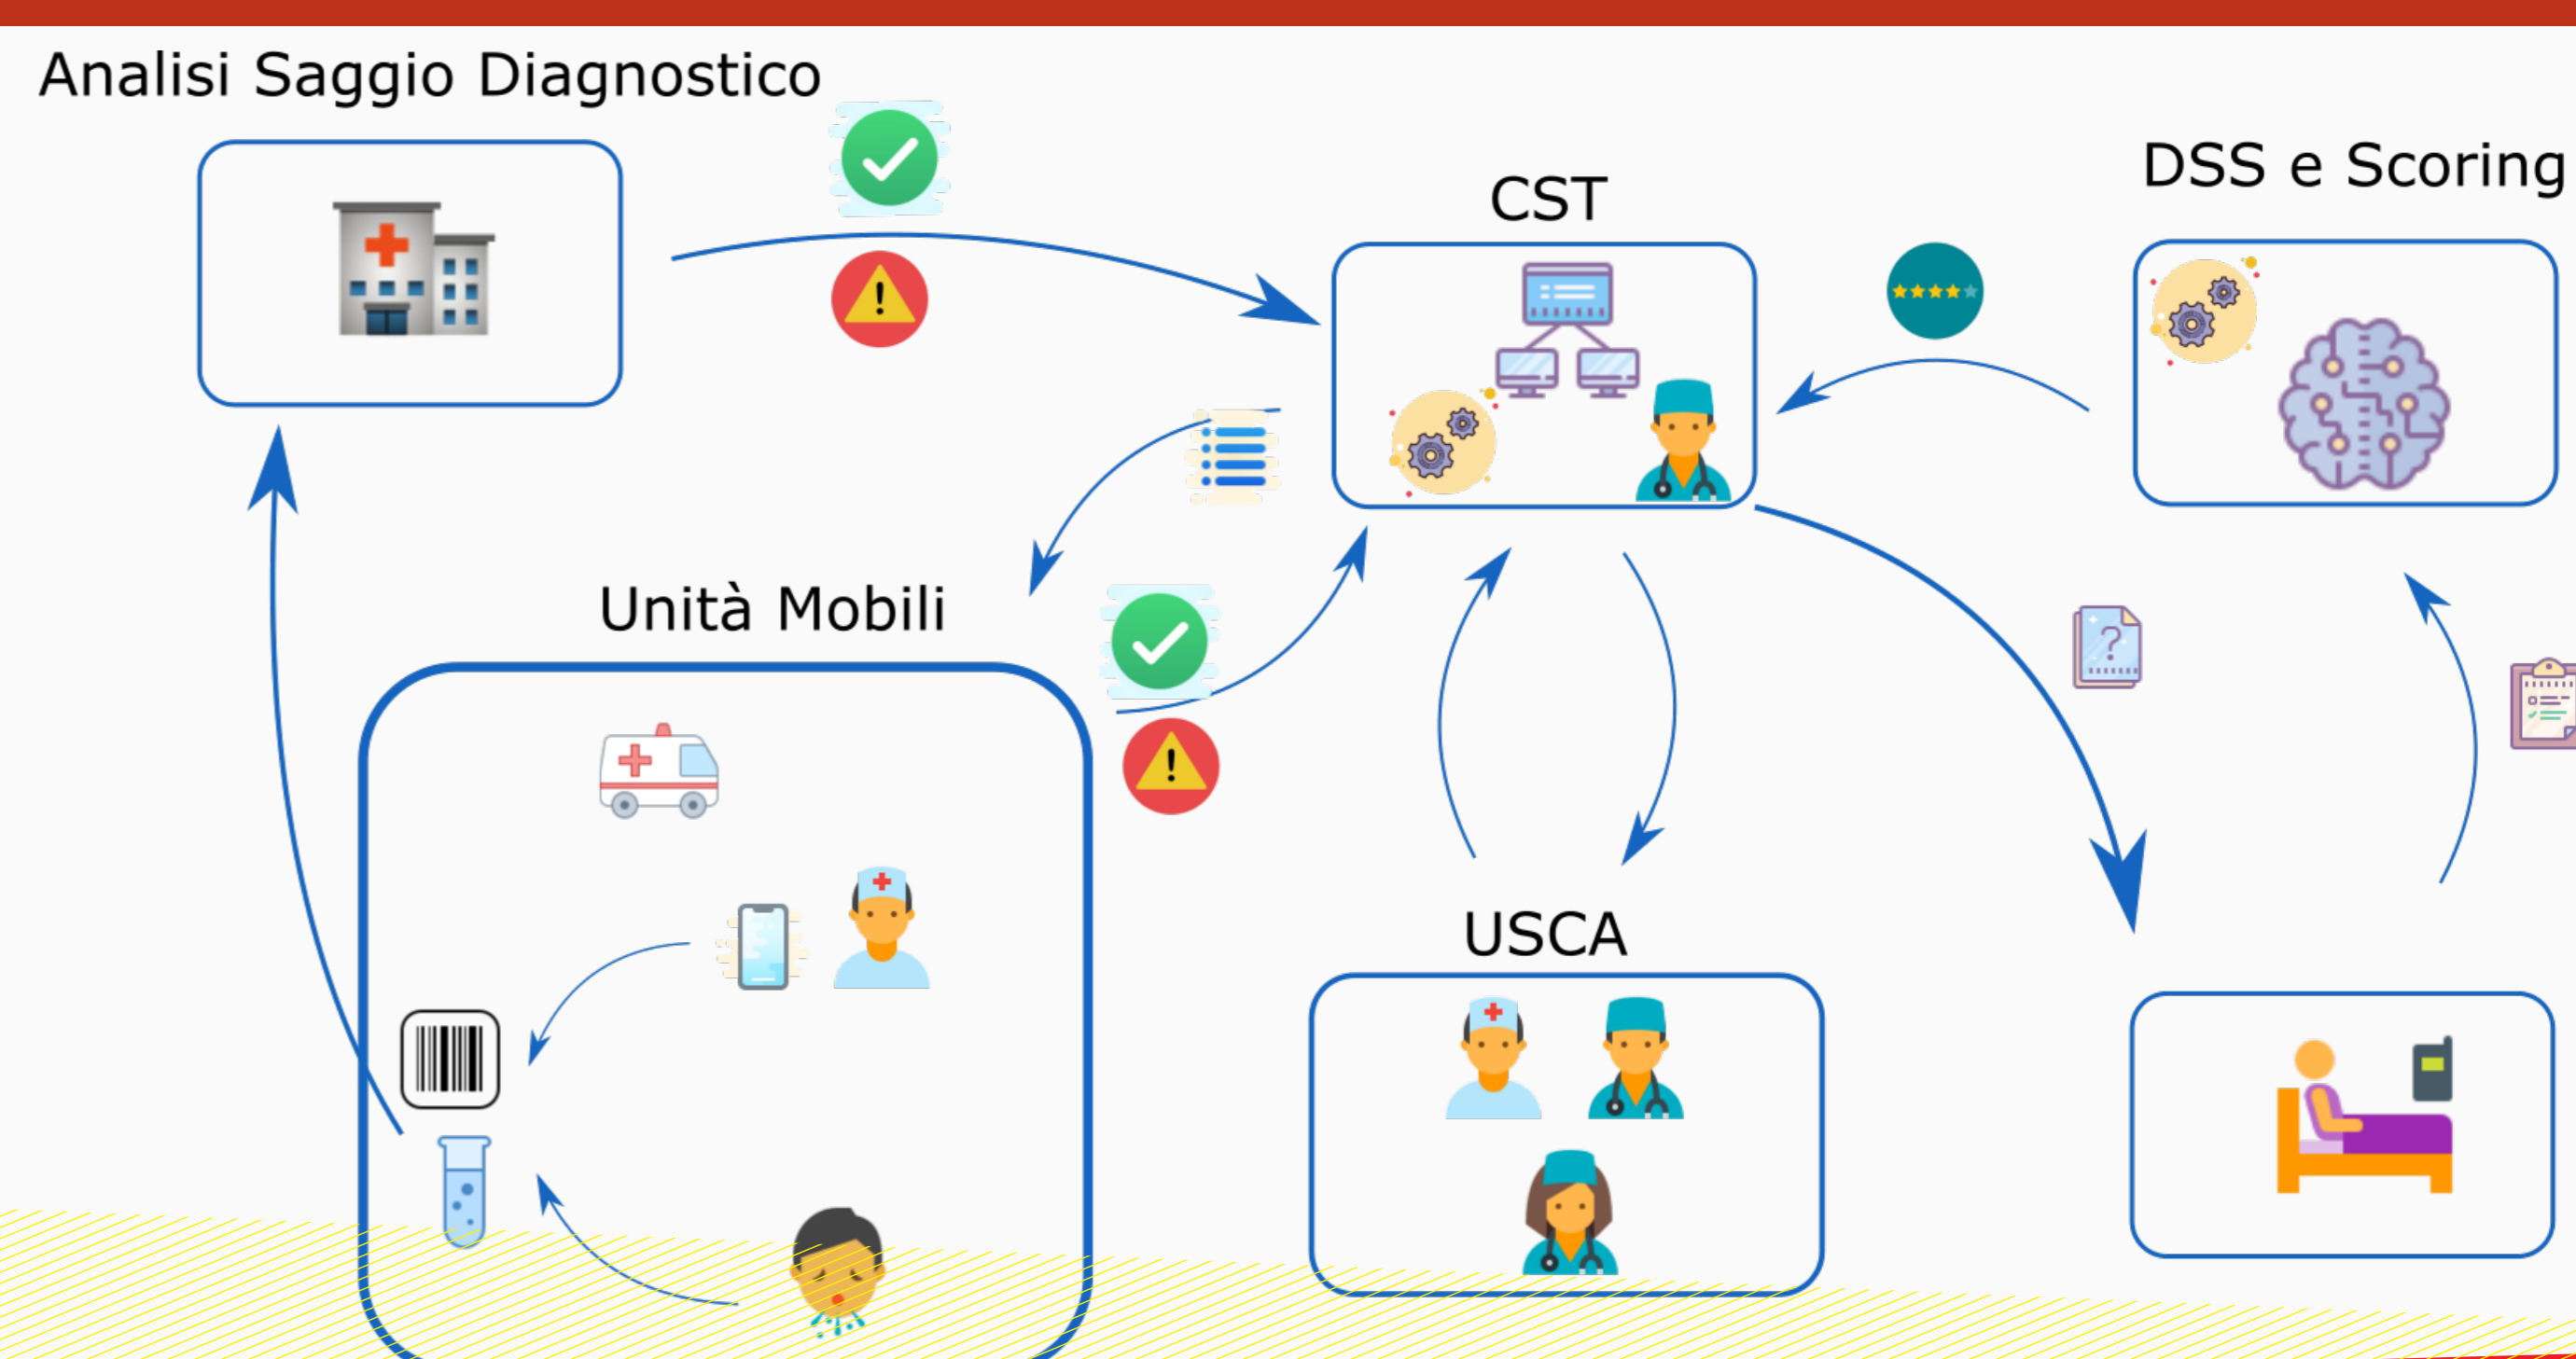 Analisi Saggio Diagnostico
CST
DSS e Scoring
Unità Mobili
USCA